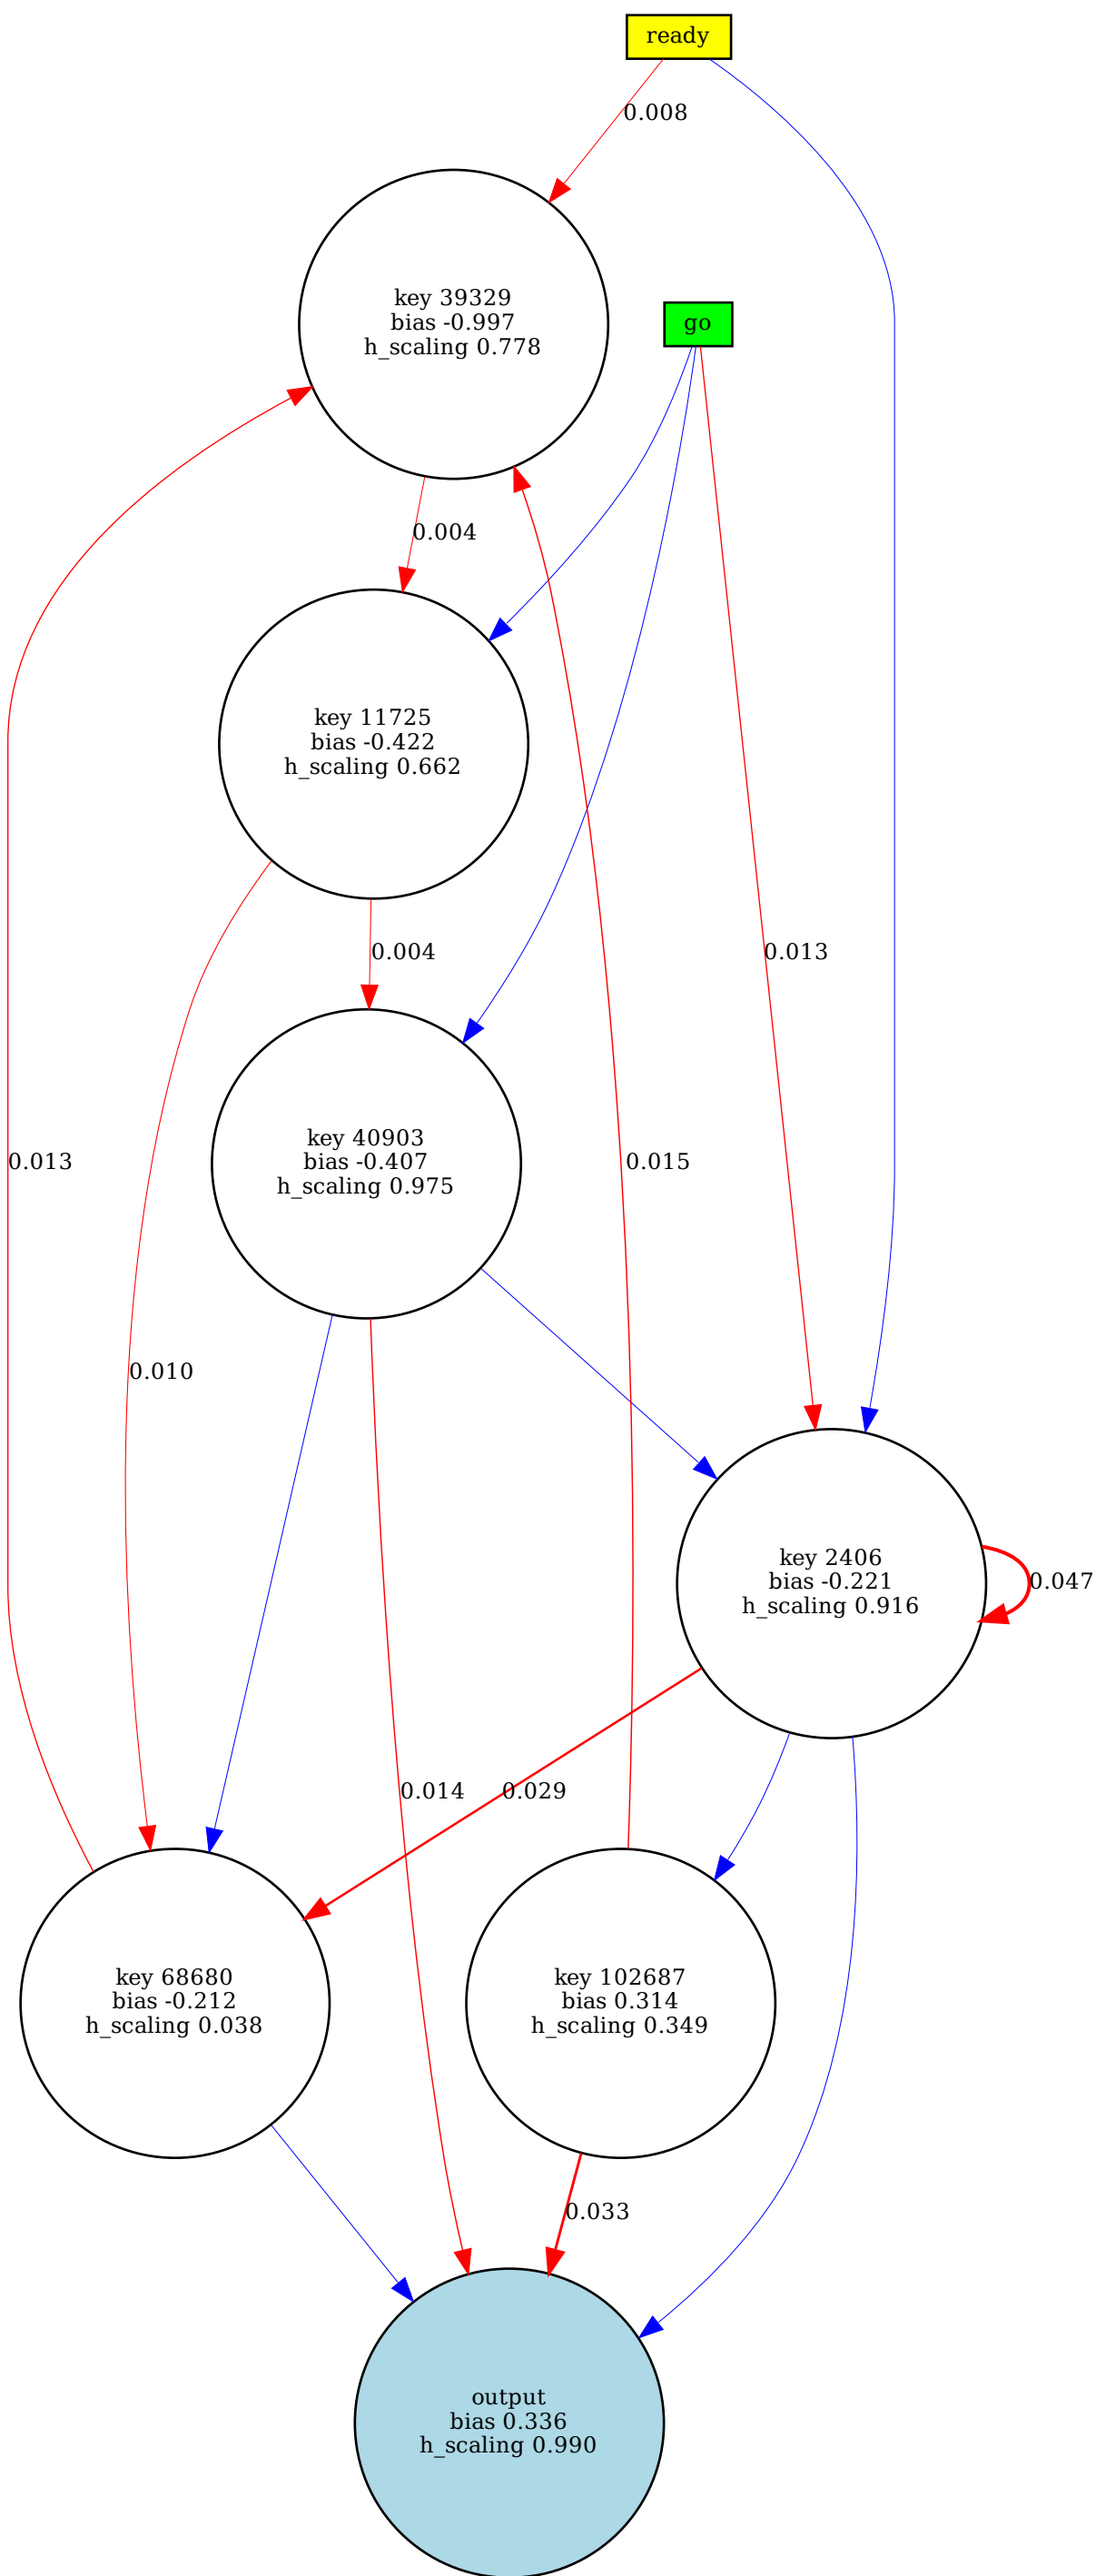 ready
0.008
key 39329
bias -0.997
h_scaling 0.778
go
0.004
key 11725
bias -0.422
h_scaling 0.662
0.004
0.013
key 40903
bias -0.407
h_scaling 0.975
0.013
0.015
0.010
key 2406
bias -0.221
h_scaling 0.916
0.047
0.014
0.029
key 68680
bias -0.212
h_scaling 0.038
key 102687
bias 0.314
h_scaling 0.349
0.033
output
bias 0.336
h_scaling 0.990